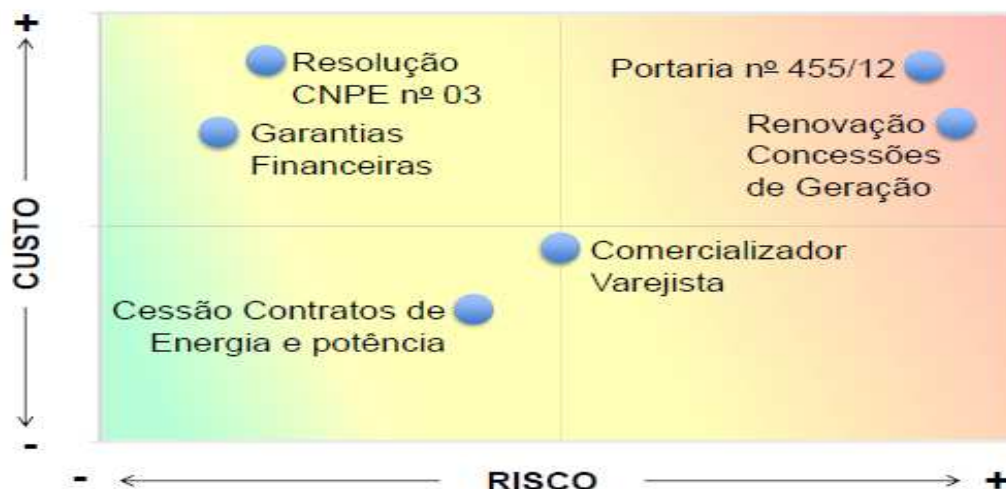 +
Resolução
CNPE nº 03
Portaria nº 455/12
Garantias
Financeiras
Renovação
Concessões
de Geração
CUSTO
Comercializador
Varejista
Cessão Contratos de
Energia e potência
-
- RISCO +